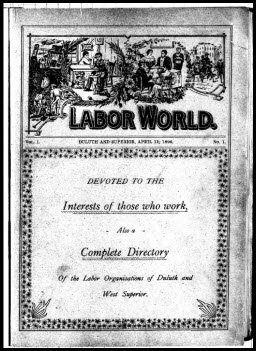 LABOR WORLD.
VOL. 1. DULUTH AND SUPERIOR, APRIL 15, 1896. NO. 1.
DEVOTED TO THE
Interests of those who work,
- Also a -
Complete Directory
Of the Labor Organizations of Duluth and
West Superior.